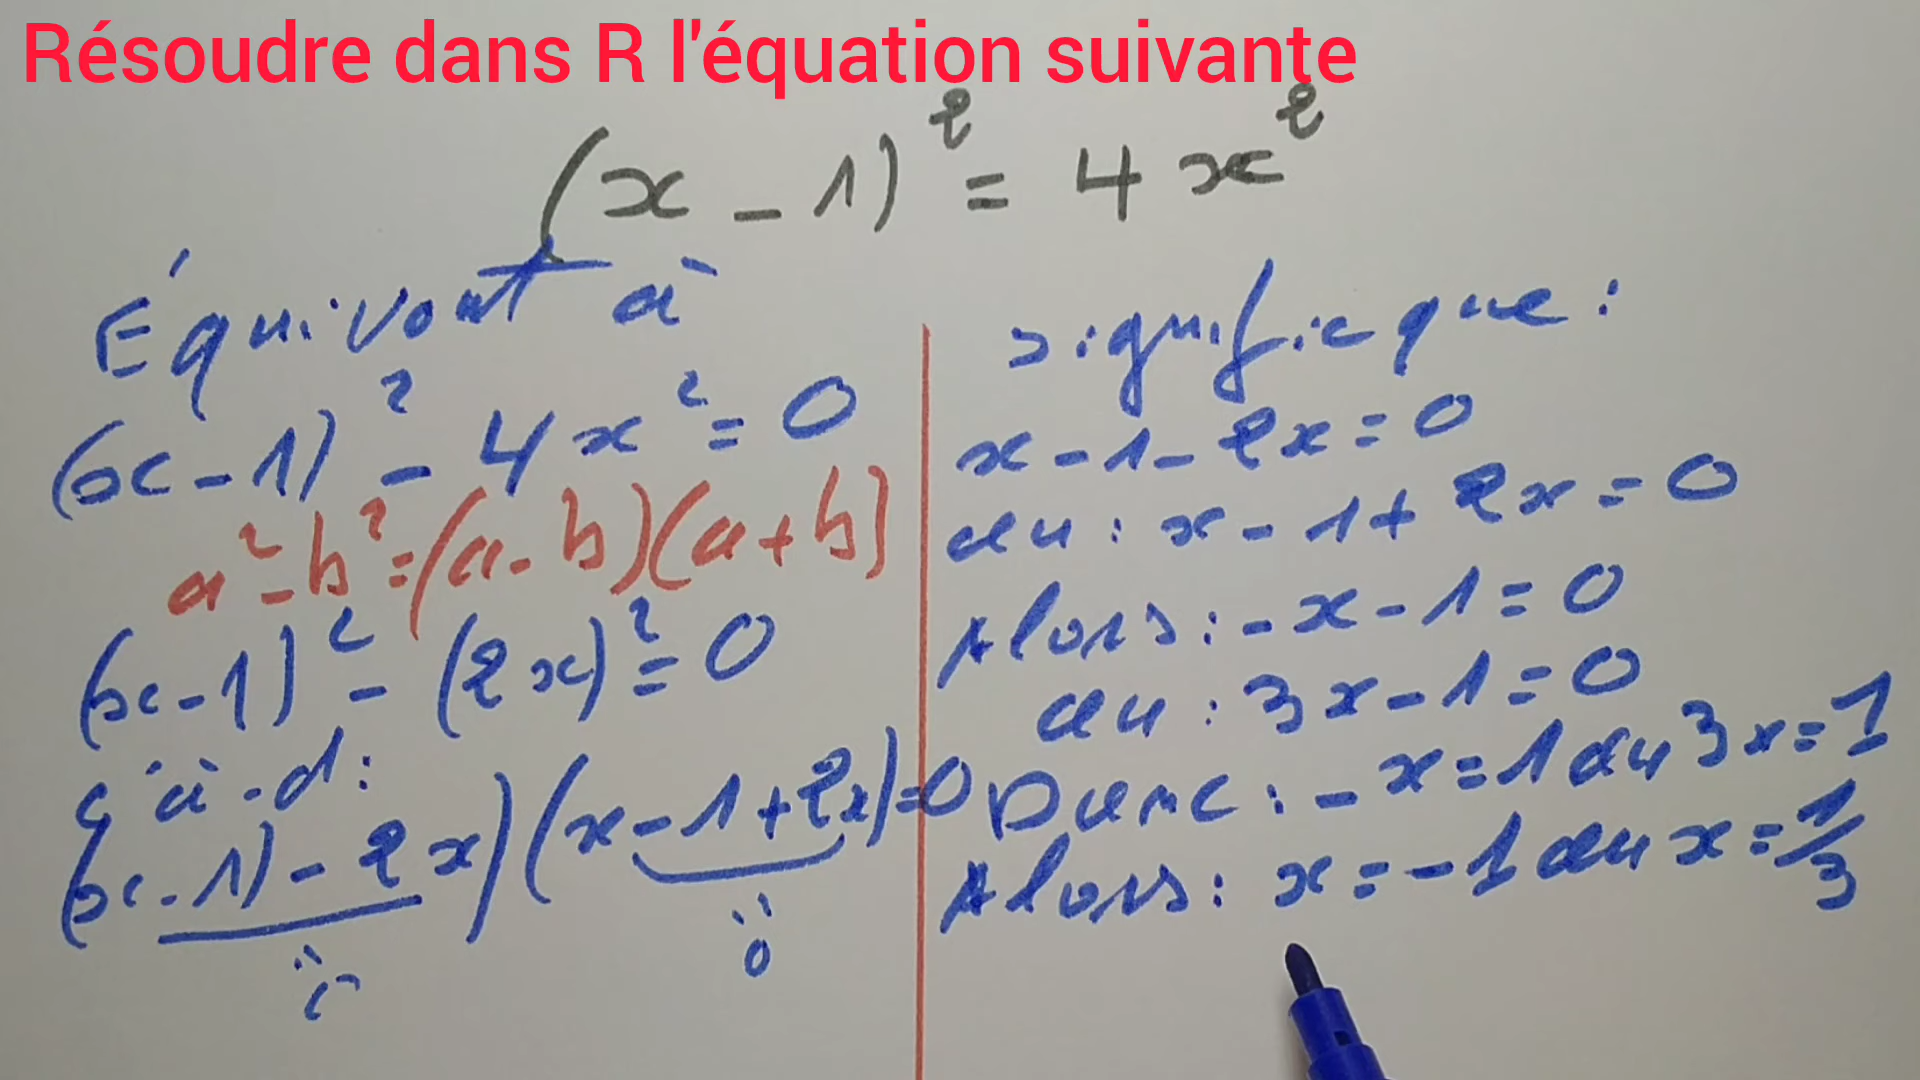 Résoudre dans R l'équation suivante
(x - 1)² = 4x²
Équivaut à
(x - 1)² - 4x² = 0
a² - b² = (a - b)(a + b)
(x - 1)² - (2x)² = 0
c'à-d:
(x - 1) - 2x)(x - 1 + 2x) = 0
signifie que :
x - 1 - 2x = 0
ou : x - 1 + 2x = 0
Alors : - x - 1 = 0
ou : 3x - 1 = 0
Donc : - x = 1 ou 3x = 1
Alors : x = -1 ou x = 1/3